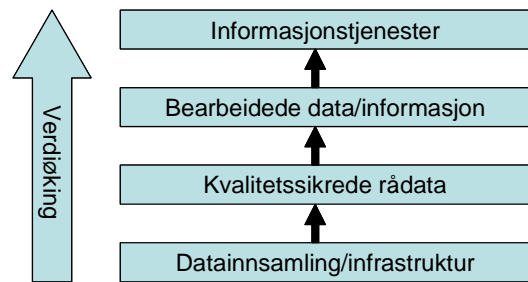 Verdiøking
Informasjonstjenester
Bearbeidede data/informasjon
Kvalitetssikrede rådata
Datainnsamling/infrastruktur